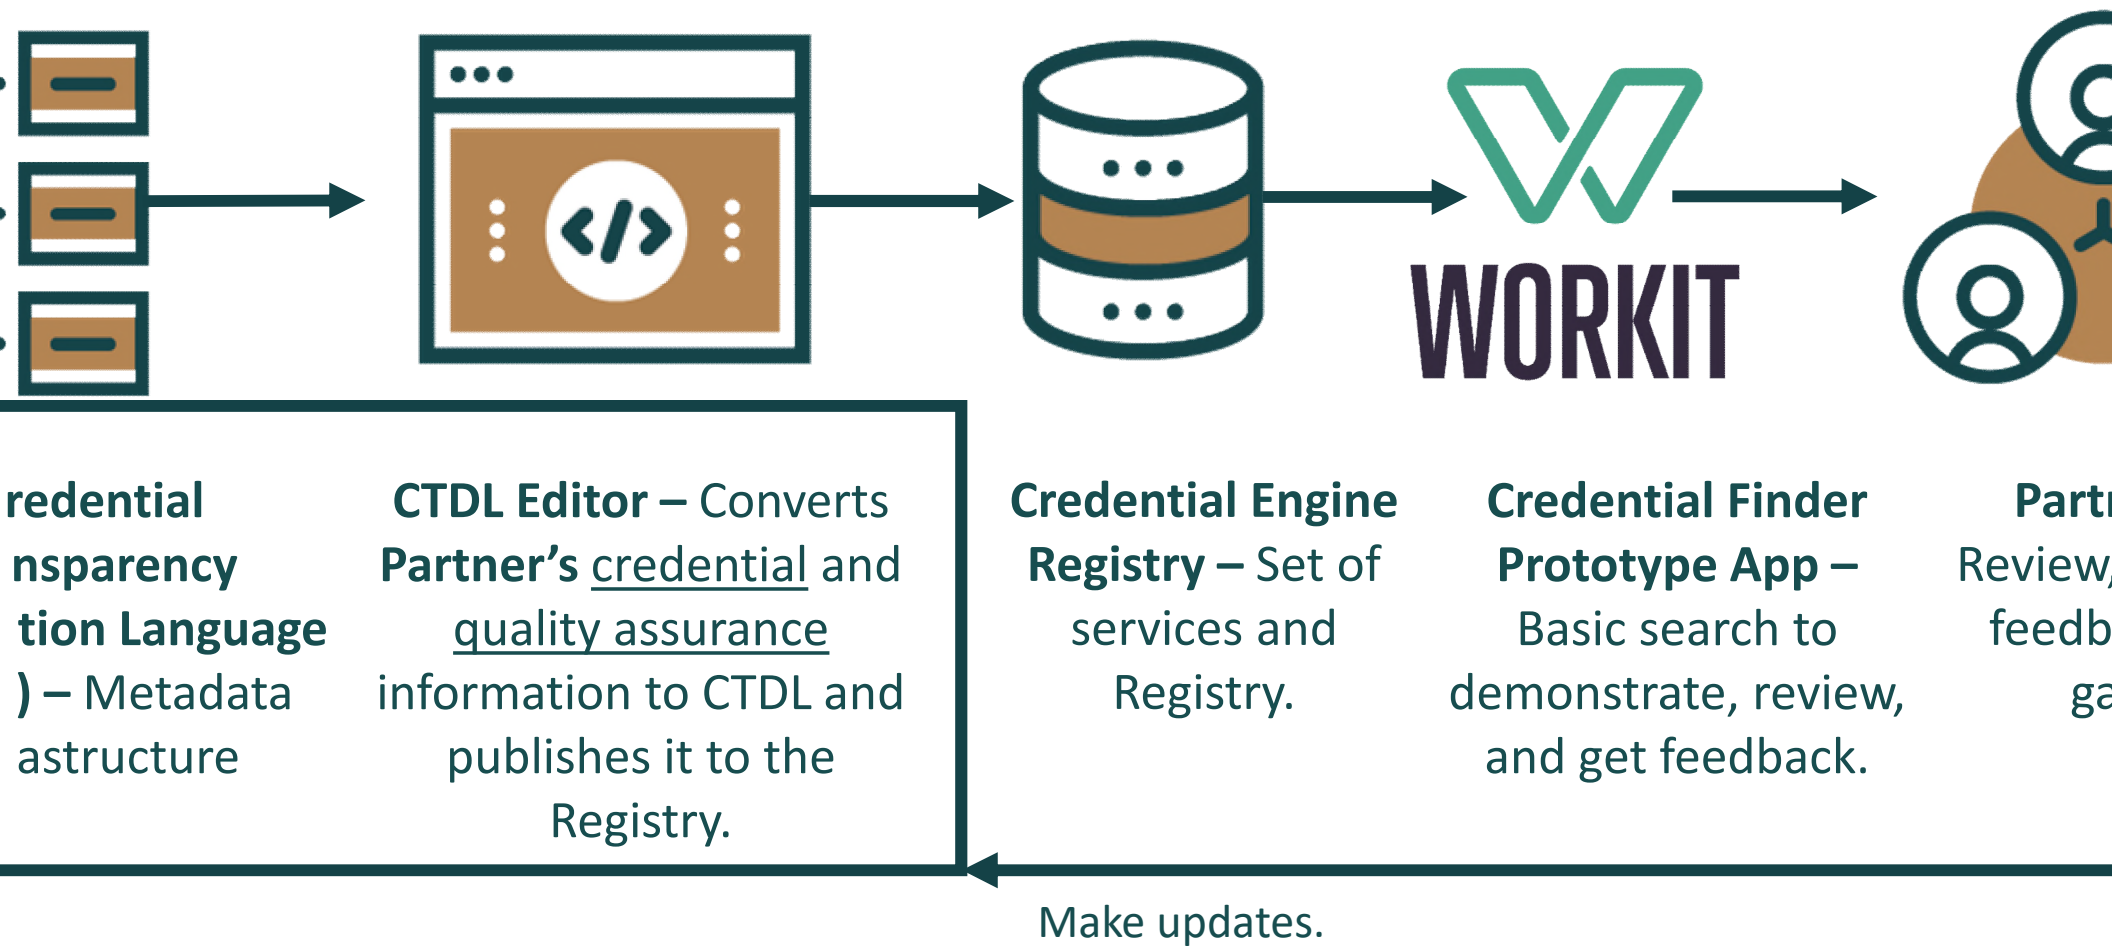 WORKIT
redential
nsparency
tion Language
) – Metadata
astructure
CTDL Editor – Converts
Partner’s credential and
quality assurance
information to CTDL and
publishes it to the
Registry.
Credential Engine
Registry – Set of
services and
Registry.
Credential Finder
Prototype App –
Basic search to
demonstrate, review,
and get feedback.
Part
Review,
feedb
ga
Make updates.